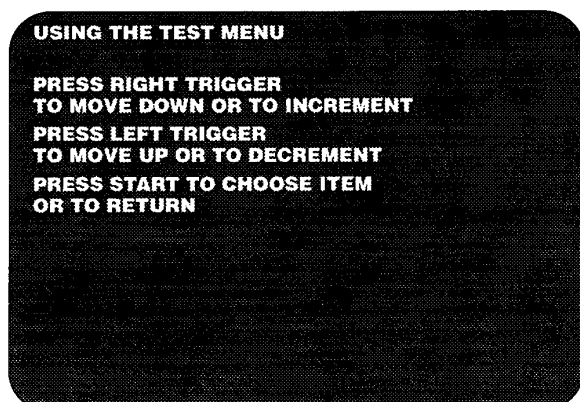 USING THE TEST MENU
PRESS RIGHT TRIGGER
TO MOVE DOWN OR TO INCREMENT
PRESS LEFT TRIGGER
TO MOVE UP OR TO DECREMENT
PRESS START TO CHOOSE ITEM
OR TO RETURN